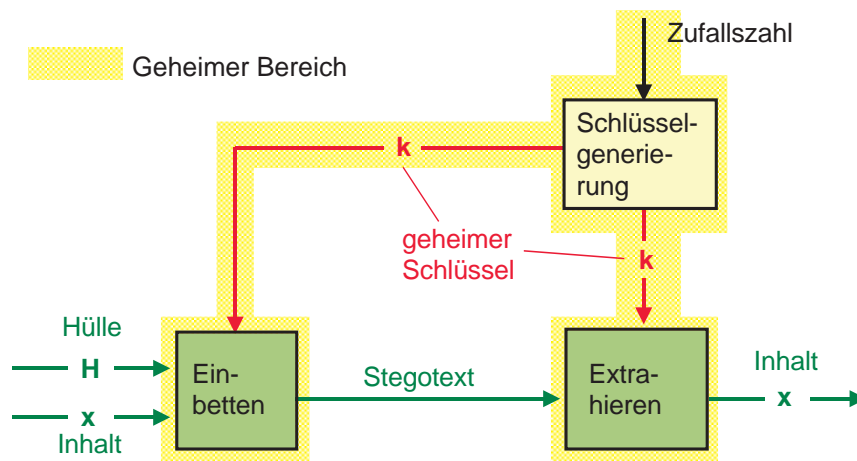 Zufallszahl
Geheimer Bereich
Schlüssel-
generie-
rung
k
geheimer
Schlüssel
k
Hülle
H
x
Inhalt
Ein-
betten
Stegotext
Extra-
hieren
Inhalt
x